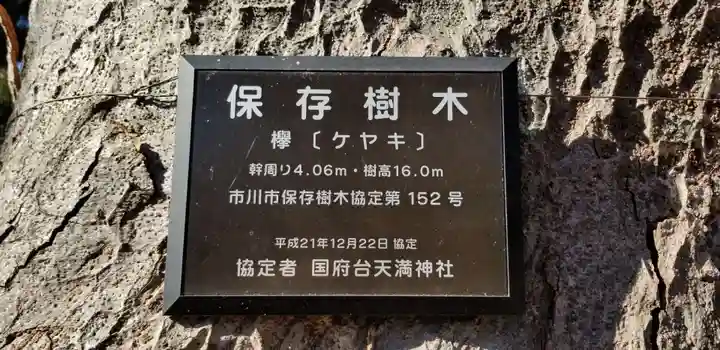 保存樹木
欅〔ケヤキ〕
幹周り4.06m・樹高16.0m
市川市保存樹木協定第 152 号
平成21年12月22日 協定
協定者 国府台天満神社